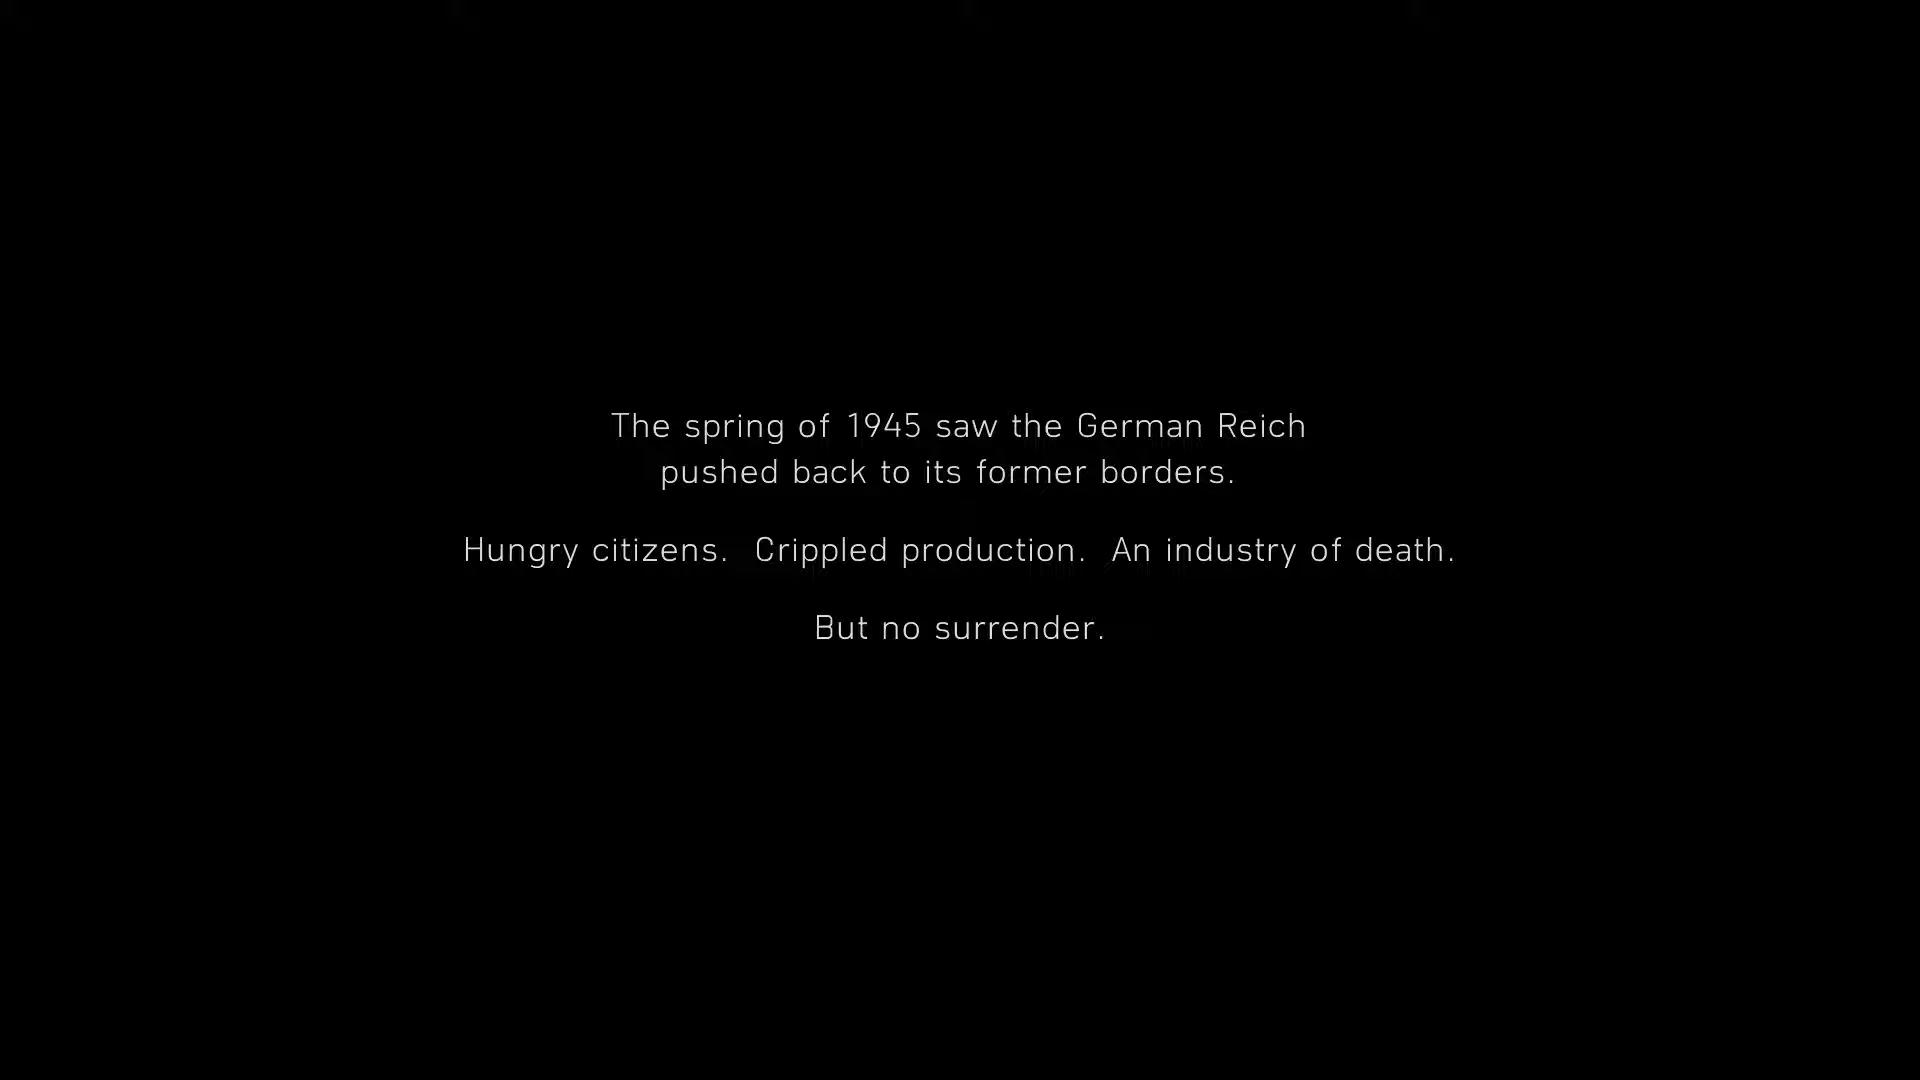 The spring of 1945 saw the German Reich
pushed back to its former borders.
Hungry citizens.  Crippled production.  An industry of death.
But no surrender.